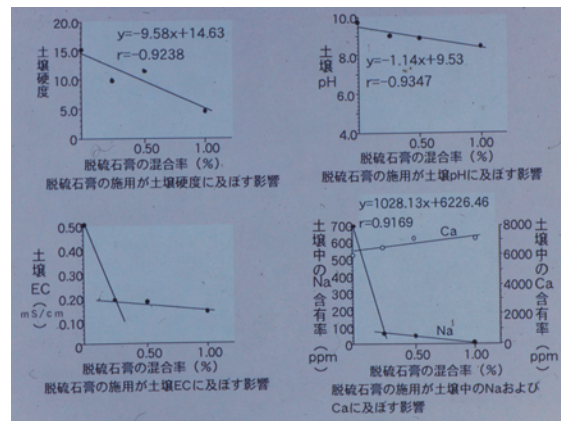 20.0
15.0
10.0
5.0
土壌硬度
y=-9.58x+14.63
r=-0.9238
0.50
1.00
脱硫石膏の混合率(%)
脱硫石膏の施用が土壌硬度に及ぼす影響
10.0
8.0
6.0
4.0
土壌pH
y=-1.14x+9.53
r=-0.9347
0.50
1.00
脱硫石膏の混合率(%)
脱硫石膏の施用が土壌pHに及ぼす影響
0.50
0.40
0.30
0.20
0.10
土壌EC(mS/cm)
0.50
1.00
脱硫石膏の混合率(%)
脱硫石膏の施用が土壌ECに及ぼす影響
y=1028.13x+6226.46
r=0.9169
700
600
500
400
300
200
100
0
土壌中のNa含有率(ppm)
Ca
Na
8000
6000
4000
2000
0
土壌中のCa含有率(ppm)
0.50
1.00
脱硫石膏の混合率(%)
脱硫石膏の施用が土壌中のNaおよび
Caに及ぼす影響